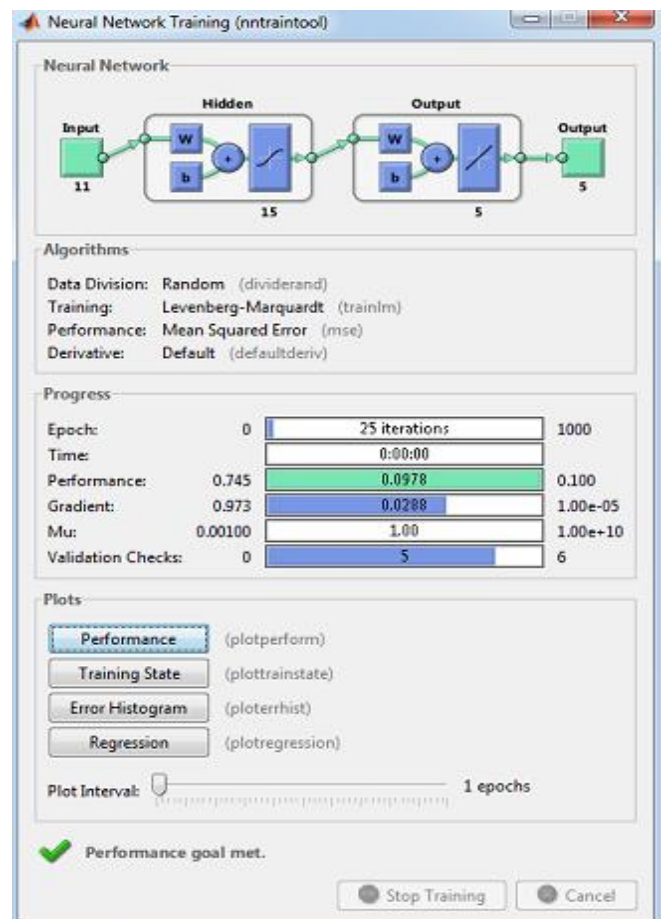 Neural Network Training (nntraintool)
Neural Network
Hidden
Output
Input
W
b
+
W
b
+
Output
11
15
5
5
Algorithms
Data Division: Random (dividerand)
Training: Levenberg-Marquardt (trainlm)
Performance: Mean Squared Error (mse)
Derivative: Default (defaultderiv)
Progress
Epoch: 0 25 iterations 1000
Time: 0:00:00
Performance: 0.745 0.0978 0.100
Gradient: 0.973 0.0288 1.00e-05
Mu: 0.00100 1.00 1.00e+10
Validation Checks: 0 5 6
Plots
Performance (plotperform)
Training State (plottrainstate)
Error Histogram (ploterrhist)
Regression (plotregression)
Plot Interval: 1 epochs
Performance goal met.
Stop Training Cancel